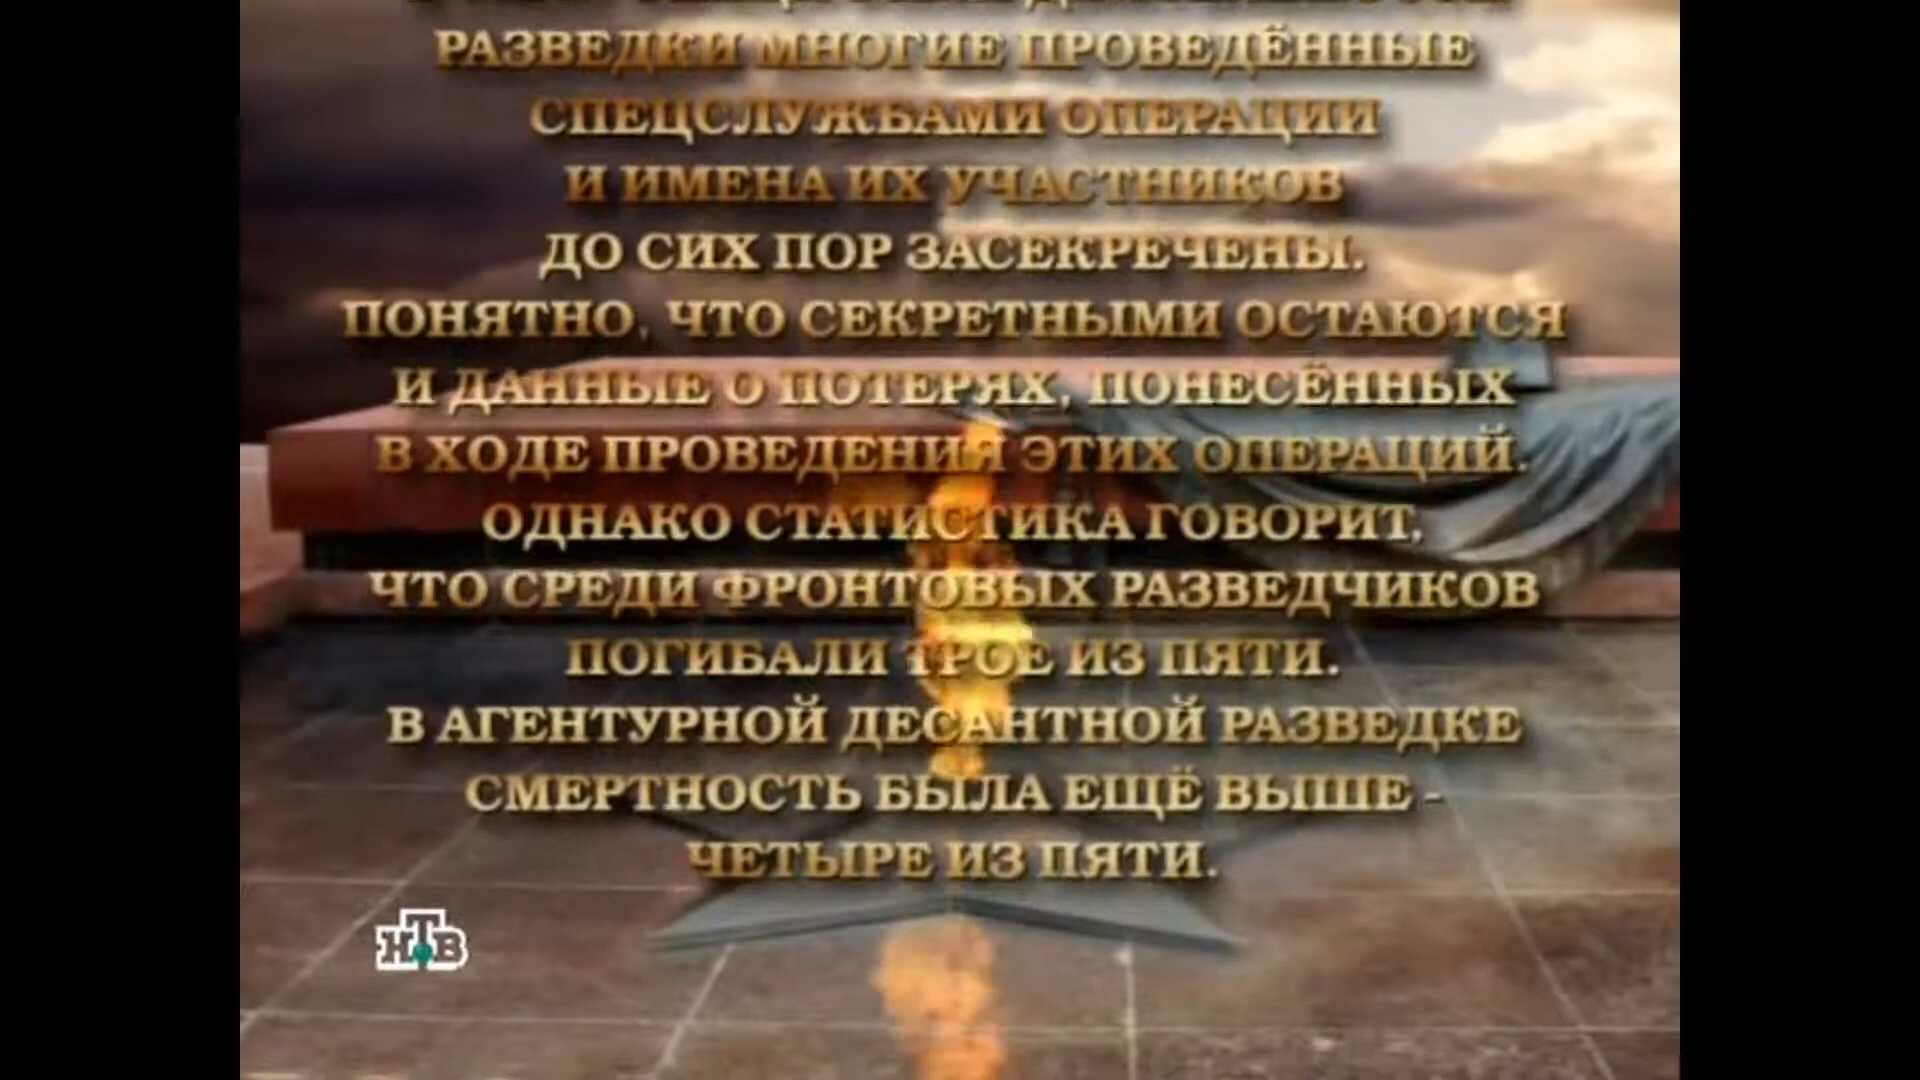 РАЗВЕДКИ МНОГИЕ ПРОВЕДЁННЫЕ
СПЕЦСЛУЖБАМИ ОПЕРАЦИИ
И ИМЕНА ИХ УЧАСТНИКОВ
ДО СИХ ПОР ЗАСЕКРЕЧЕНЫ.
ПОНЯТНО, ЧТО СЕКРЕТНЫМИ ОСТАЮТСЯ
И ДАННЫЕ О ПОТЕРЯХ, ПОНЕСЁННЫХ
В ХОДЕ ПРОВЕДЕНИЯ ЭТИХ ОПЕРАЦИЙ.
ОДНАКО СТАТИСТИКА ГОВОРИТ,
ЧТО СРЕДИ ФРОНТОВЫХ РАЗВЕДЧИКОВ
ПОГИБАЛИ ТРОЕ ИЗ ПЯТИ.
В АГЕНТУРНОЙ ДЕСАНТНОЙ РАЗВЕДКЕ
СМЕРТНОСТЬ БЫЛА ЕЩЁ ВЫШЕ -
ЧЕТЫРЕ ИЗ ПЯТИ.
НТВ